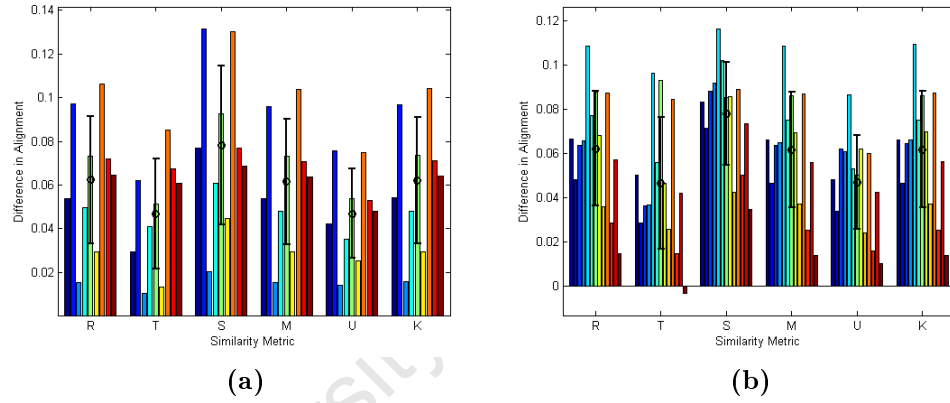 0.14
0.12
0.1
0.08
0.06
0.04
0.02
Difference in Alignment
R T S M U K
Similarity Metric
(a)
0.12
0.1
0.08
0.06
0.04
0.02
0
Difference in Alignment
R T S M U K
Similarity Metric
(b)